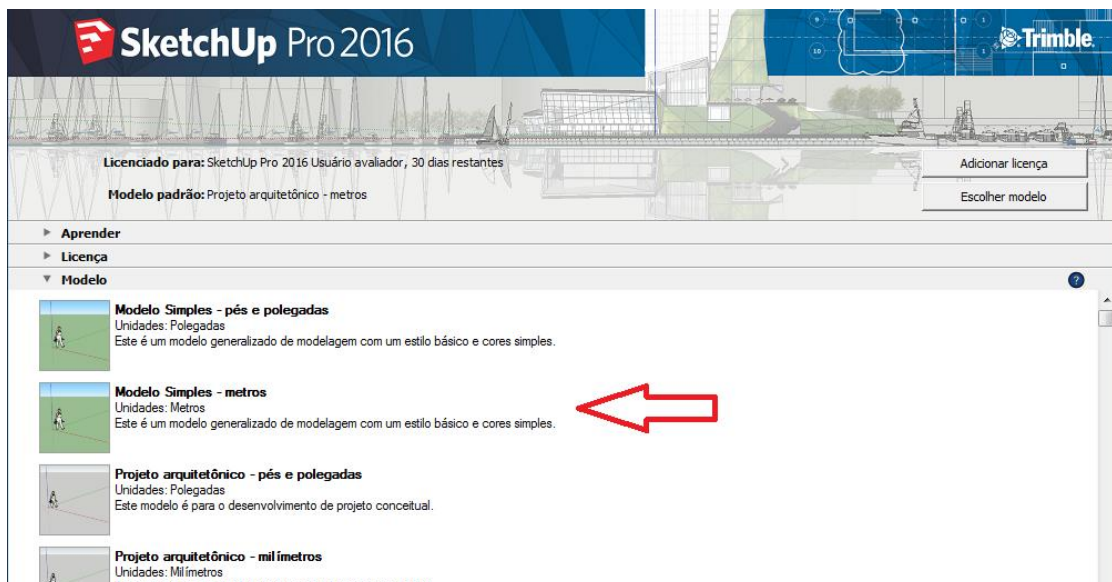 SketchUp Pro 2016
Trimble.
Licenciado para: SketchUp Pro 2016 Usuário avaliador, 30 dias restantes
Adicionar licença
Modelo padrão: Projeto arquitetônico - metros
Escolher modelo
Aprender
Licença
Modelo
?
Modelo Simples - pés e polegadas
Unidades: Polegadas
Este é um modelo generalizado de modelagem com um estilo básico e cores simples.
Modelo Simples - metros
Unidades: Metros
Este é um modelo generalizado de modelagem com um estilo básico e cores simples.
Projeto arquitetônico - pés e polegadas
Unidades: Polegadas
Este modelo é para o desenvolvimento de projeto conceitual.
Projeto arquitetônico - milímetros
Unidades: Milímetros